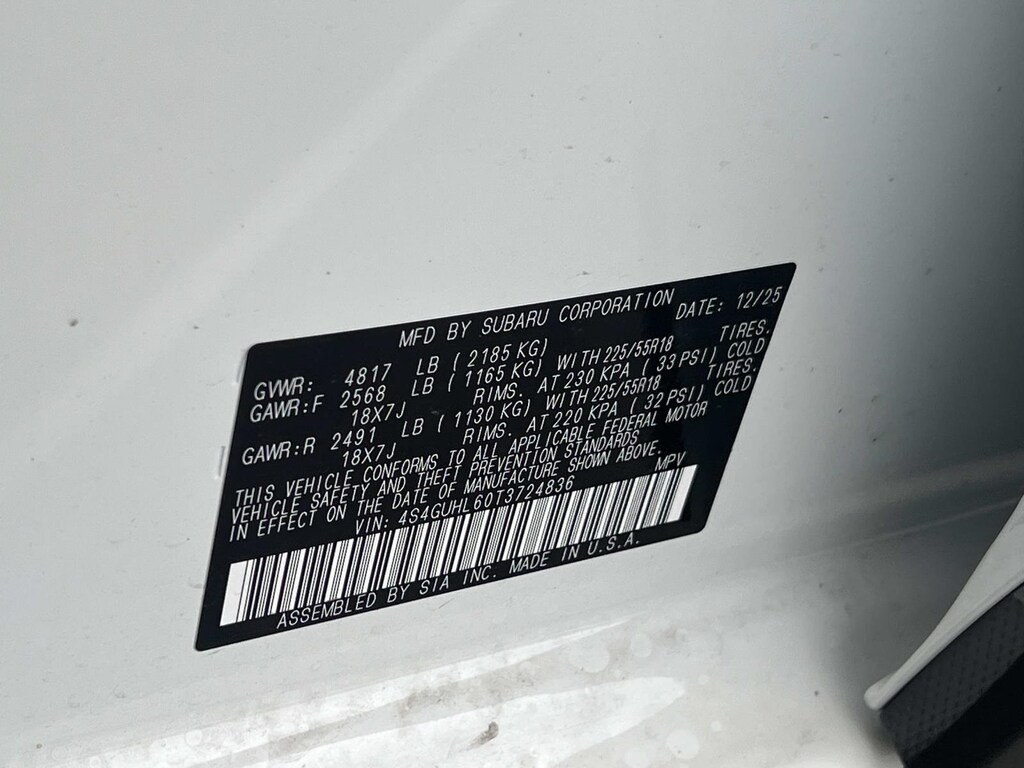 MFD BY SUBARU CORPORATION DATE: 12/25
GVWR: 4817 LB ( 2185 KG)
GAWR:F 2568 LB ( 1165 KG) WITH 225/55R18 TIRES.
18X7J RIMS. AT 230 KPA ( 33 PSI) COLD
GAWR:R 2491 LB ( 1130 KG) WITH 225/55R18 TIRES.
18X7J RIMS. AT 220 KPA ( 32 PSI) COLD
THIS VEHICLE CONFORMS TO ALL APPLICABLE FEDERAL MOTOR
VEHICLE SAFETY AND THEFT PREVENTION STANDARDS
IN EFFECT ON THE DATE OF MANUFACTURE SHOWN ABOVE.
VIN: 4S4GUHL60T3724836 MPV
ASSEMBLED BY SIA INC. MADE IN U.S.A.